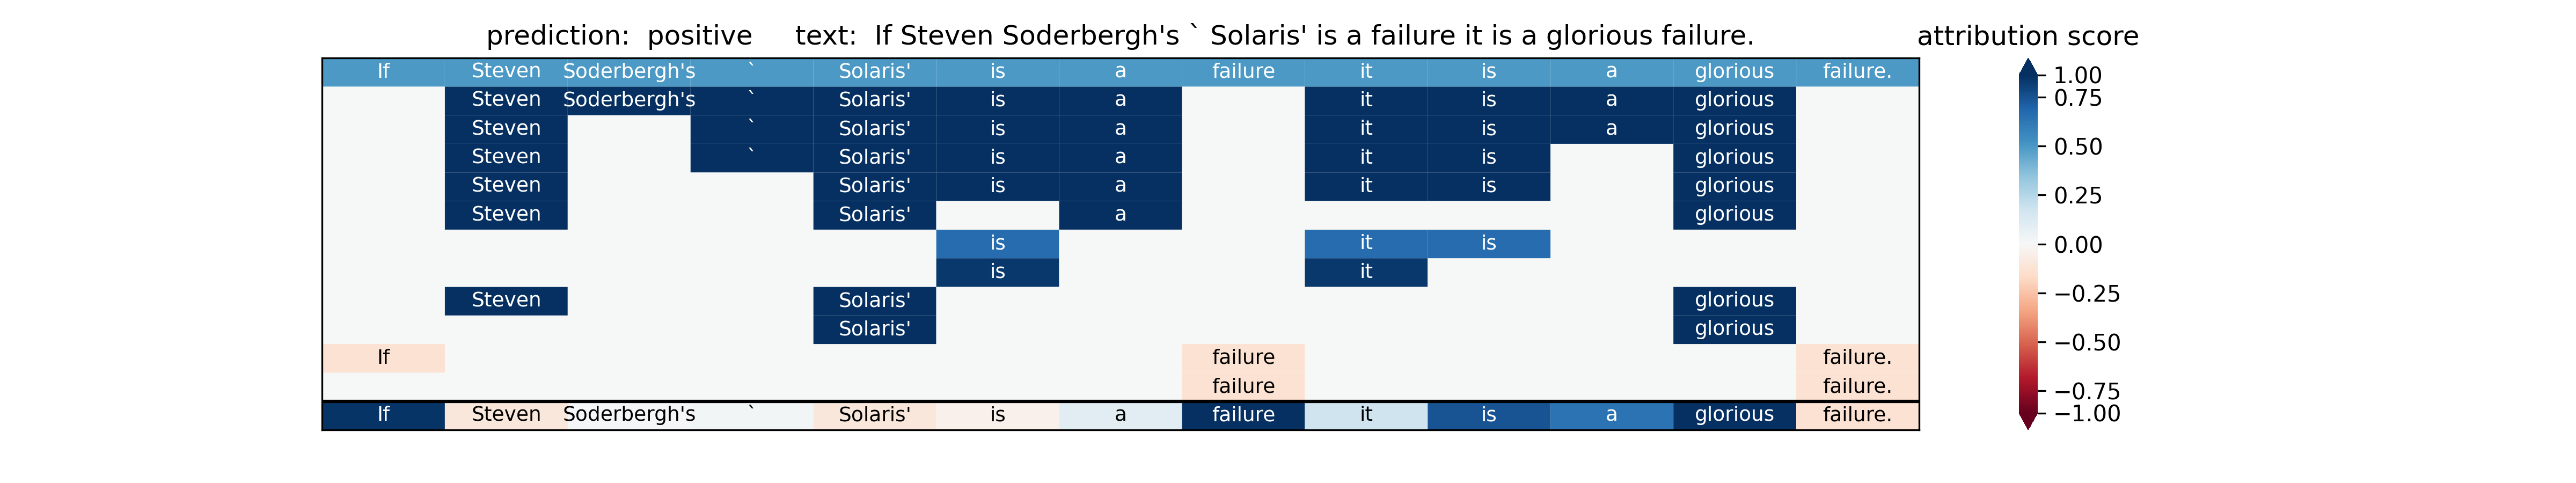 prediction:  positive     text:  If Steven Soderbergh's ` Solaris' is a failure it is a glorious failure.
attribution score
If Steven Soderbergh's ` Solaris' is a failure it is a glorious failure.
Steven Soderbergh's ` Solaris' is a it is a glorious
Steven ` Solaris' is a it is a glorious
Steven ` Solaris' is a it is glorious
Steven Solaris' is a it is glorious
Steven Solaris' a glorious
is it is
is it
Steven Solaris' glorious
Solaris' glorious
If failure failure.
failure failure.
If Steven Soderbergh's ` Solaris' is a failure it is a glorious failure.
1.00
0.75
0.50
0.25
0.00
−0.25
−0.50
−0.75
−1.00